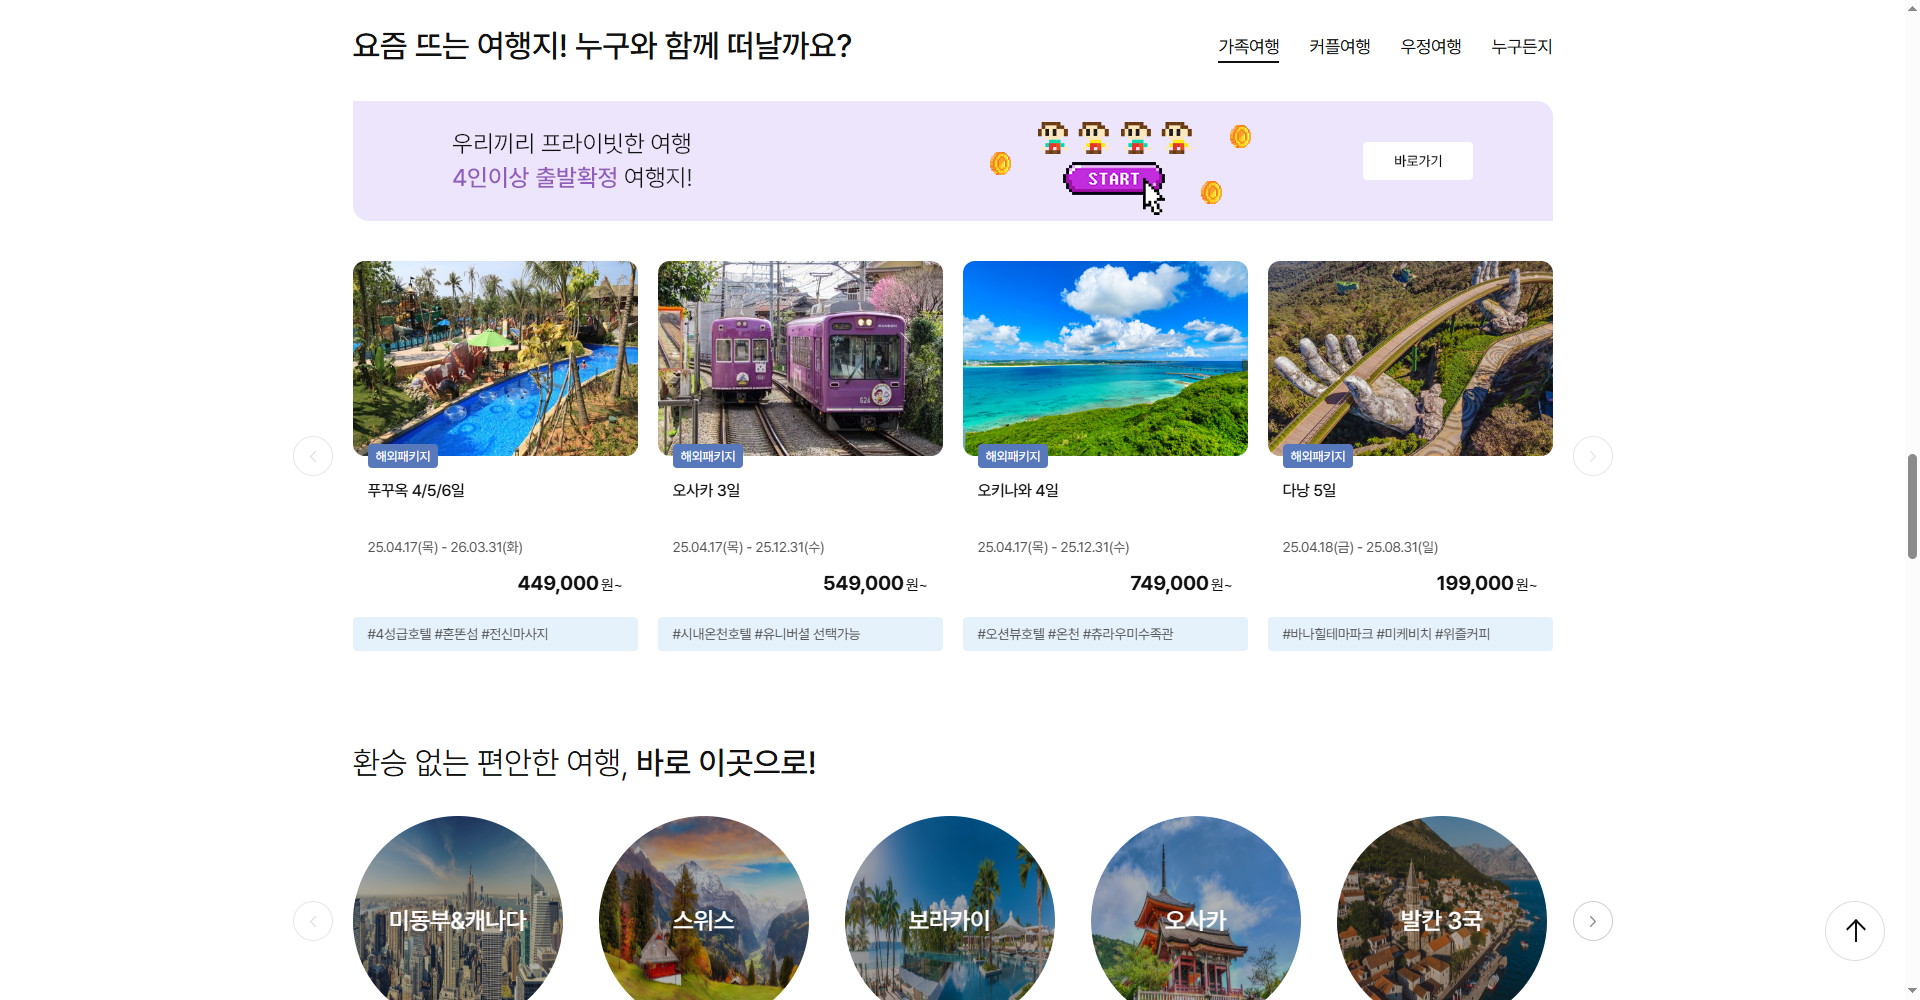 요즘 뜨는 여행지! 누구와 함께 떠날까요?
가족여행 커플여행 우정여행 누구든지
우리끼리 프라이빗한 여행
4인이상 출발확정 여행지!
START
바로가기
해외패키지
푸꾸옥 4/5/6일
25.04.17(목) - 26.03.31(화)
449,000원~
#4성급호텔 #혼똔섬 #전신마사지
해외패키지
오사카 3일
25.04.17(목) - 25.12.31(수)
549,000원~
#시내온천호텔 #유니버셜 선택가능
해외패키지
오키나와 4일
25.04.17(목) - 25.12.31(수)
749,000원~
#오션뷰호텔 #온천 #츄라우미수족관
해외패키지
다낭 5일
25.04.18(금) - 25.08.31(일)
199,000원~
#바나힐테마파크 #미케비치 #위즐커피
환승 없는 편안한 여행, 바로 이곳으로!
미동부&캐나다
스위스
보라카이
오사카
발칸 3국